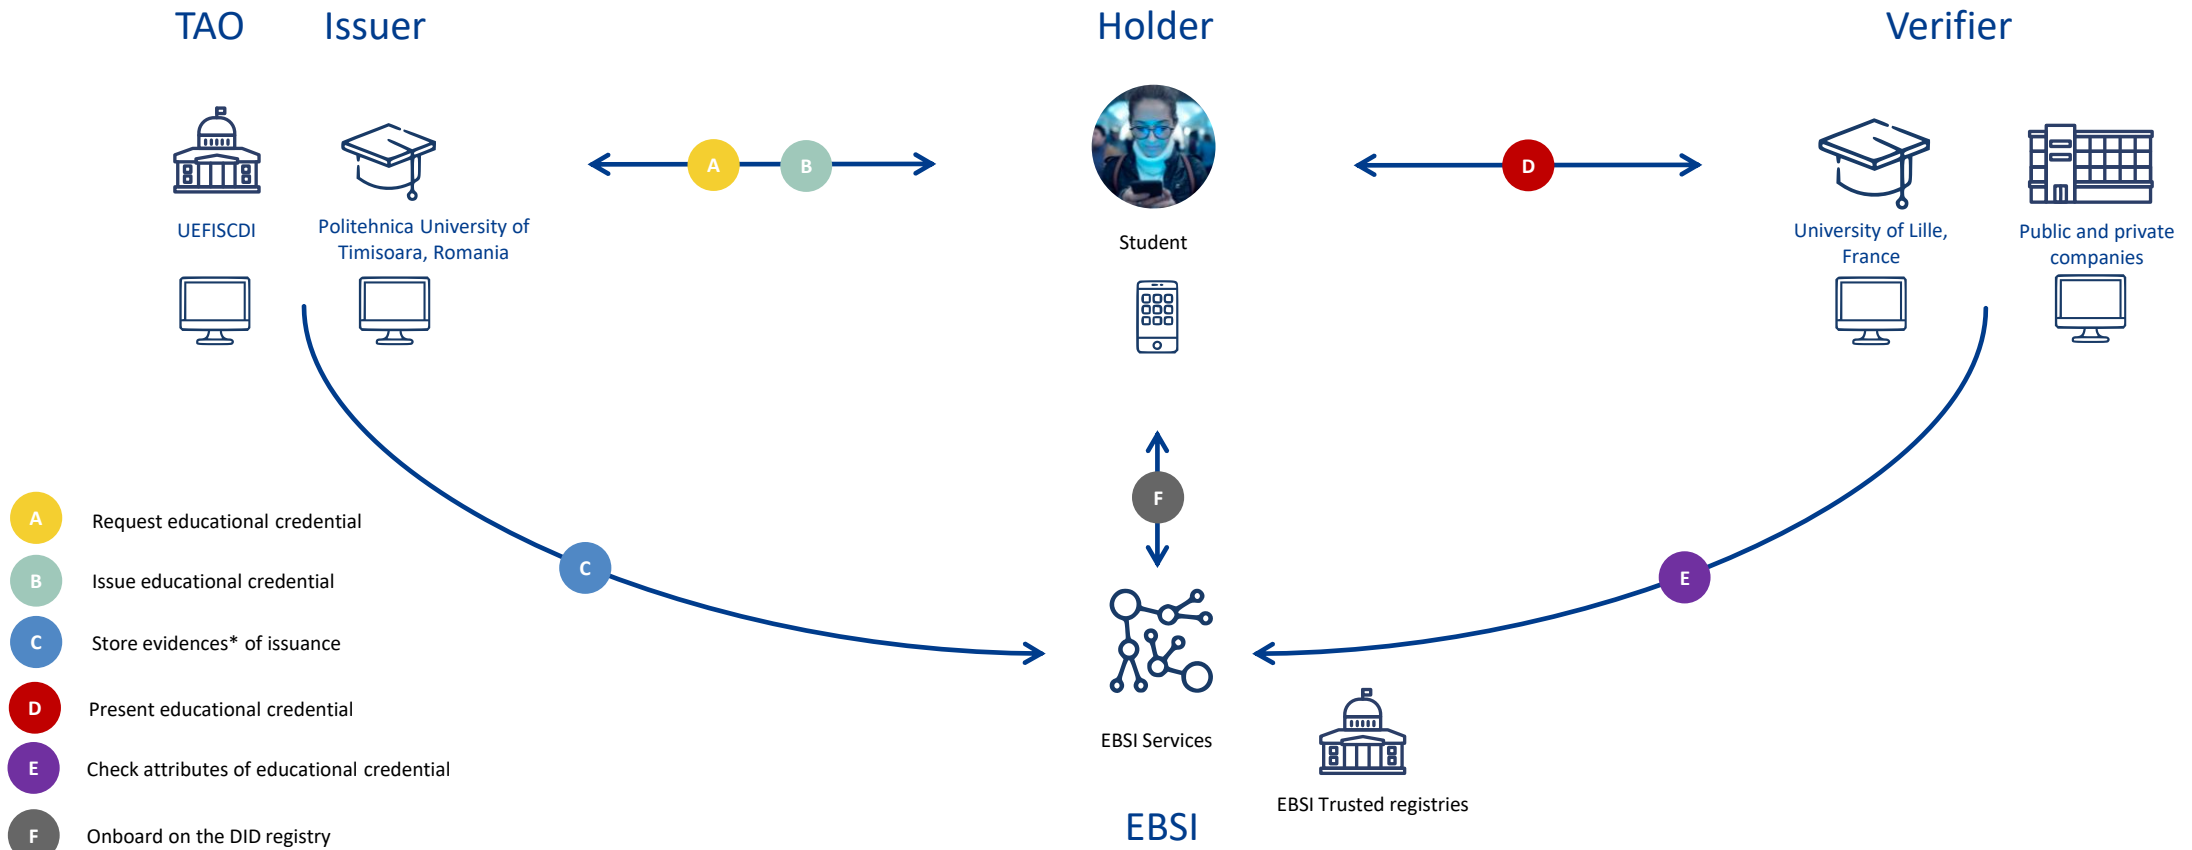 TAO
Issuer
Holder
Verifier
A
B
D
UEFISCDI
Politehnica University of
Timisoara, Romania
Student
University of Lille,
France
Public and private
companies
F
C
E
A
Request educational credential
B
Issue educational credential
C
Store evidences* of issuance
D
Present educational credential
E
Check attributes of educational credential
F
Onboard on the DID registry
EBSI Services
EBSI Trusted registries
EBSI